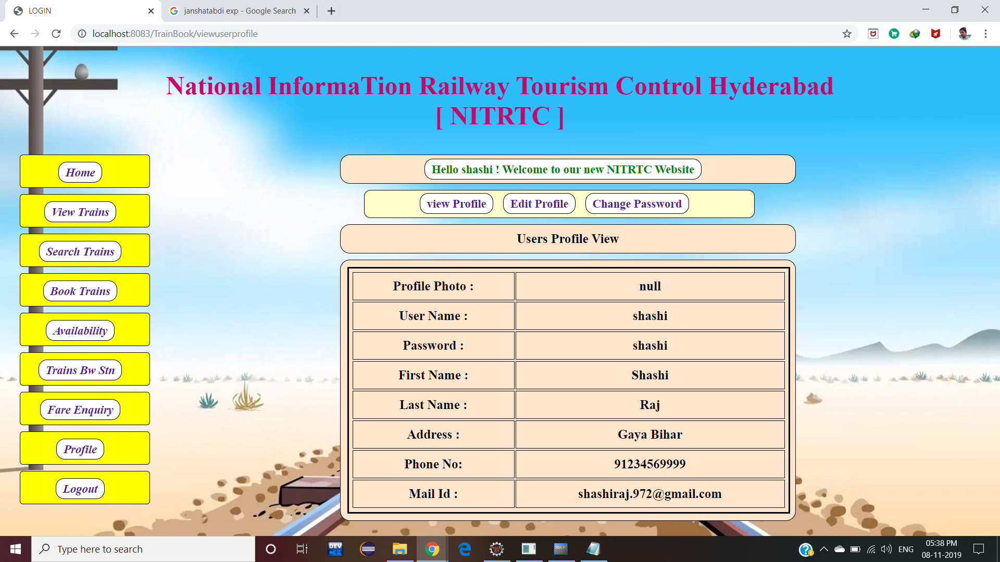 LOGIN
janshatabdi exp - Google Search
localhost:8083/TrainBook/viewuserprofile
National InformaTion Railway Tourism Control Hyderabad
[ NITRTC ]
Home
View Trains
Search Trains
Book Trains
Availability
Trains Bw Stn
Fare Enquiry
Profile
Logout
Hello shashi ! Welcome to our new NITRTC Website
view Profile Edit Profile Change Password
Users Profile View
Profile Photo : null
User Name : shashi
Password : shashi
First Name : Shashi
Last Name : Raj
Address : Gaya Bihar
Phone No: 91234569999
Mail Id : shashiraj.972@gmail.com
Type here to search
DEV
C++
SQL>
ENG
05:38 PM
08-11-2019